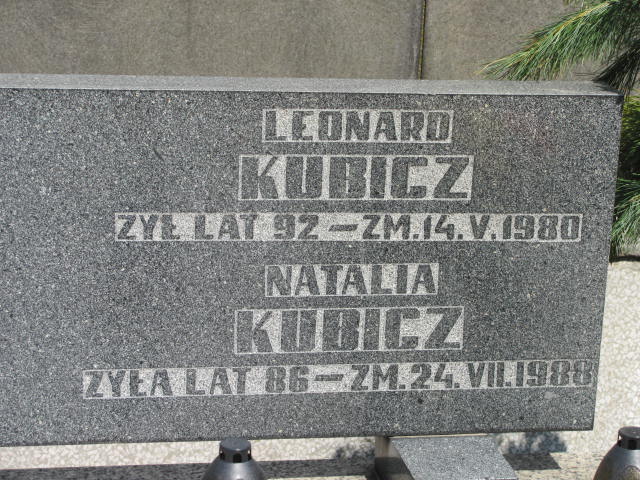 LEONARD
KUBICZ
ŻYŁ LAT 92 – ZM. 14. V. 1980
NATALIA
KUBICZ
ŻYŁA LAT 86 – ZM. 24. VII. 1988